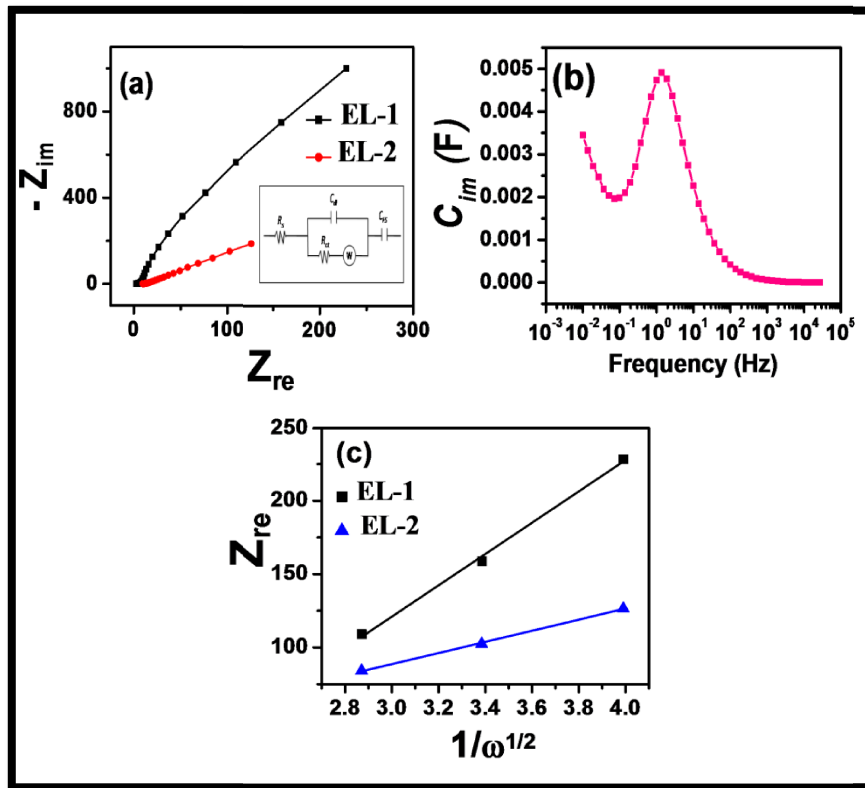 (a)
EL-1
EL-2
- Z_im
800
400
0
0 100 200 300
Z_re
R_s
C_dl
R_ct
W
C_PS
(b)
C_im (F)
0.005
0.005
0.004
0.003
0.002
0.001
0.000
10^-3 10^-2 10^-1 10^0 10^1 10^2 10^3 10^4 10^5
Frequency (Hz)
(c)
EL-1
EL-2
Z_re
250
200
150
100
2.8 3.0 3.2 3.4 3.6 3.8 4.0
1/ω^1/2